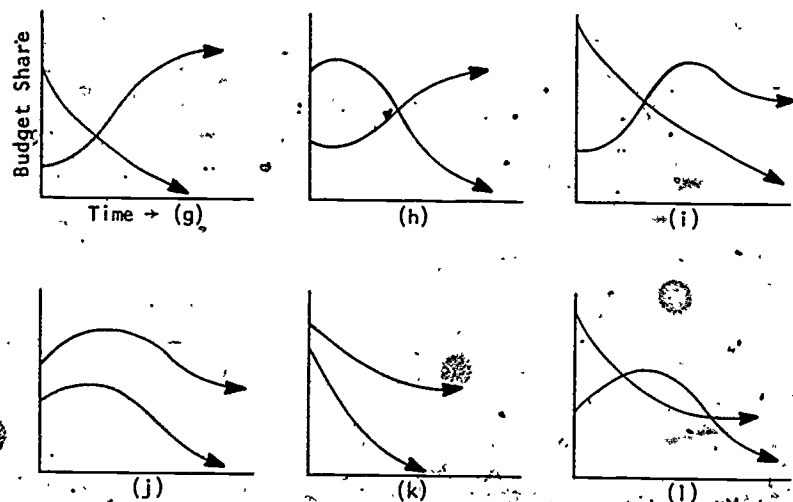 Budget Share
Time → (g)
(h)
(i)
(j)
(k)
(l)